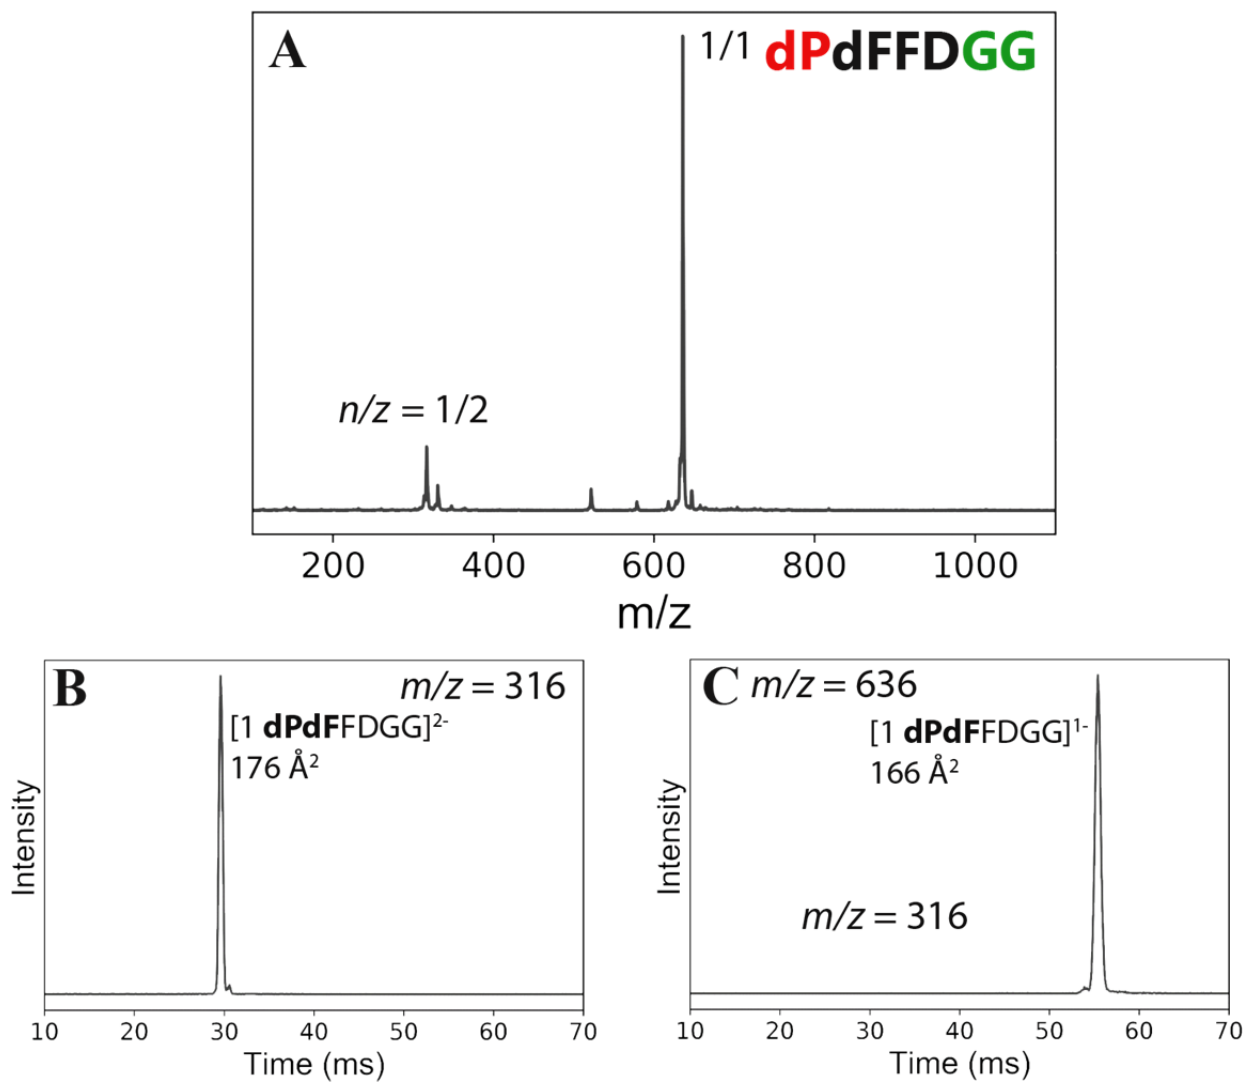 A
1/1 dPdFFDGG
n/z = 1/2
200 400 600 800 1000
m/z
B
m/z = 316
[1 dPdFFDGG]2-
176 Å2
Intensity
10 20 30 40 50 60 70
Time (ms)
C m/z = 636
[1 dPdFFDGG]1-
166 Å2
m/z = 316
Intensity
10 20 30 40 50 60 70
Time (ms)